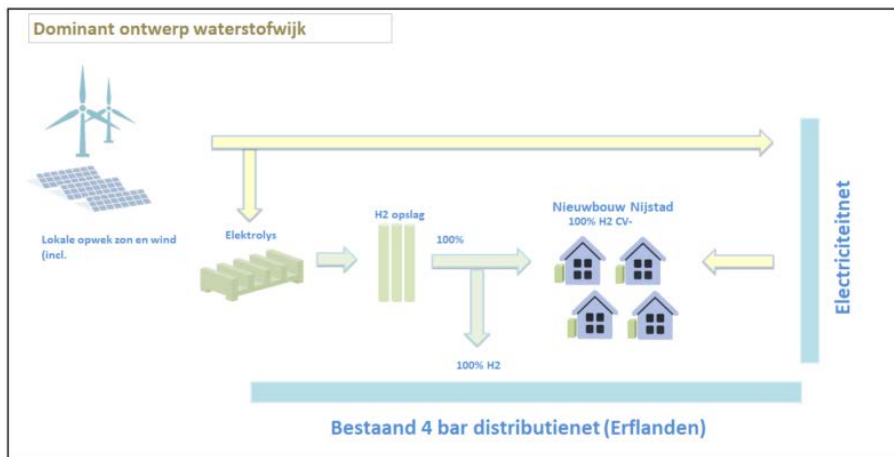 Dominant ontwerp waterstofwijk
Lokale opwek zon en wind
(incl.
Elektrolys
H2 opslag
100%
Nieuwbouw Nijstad
100% H2 CV-
100% H2
Electriciteitnet
Bestaand 4 bar distributienet (Erflanden)